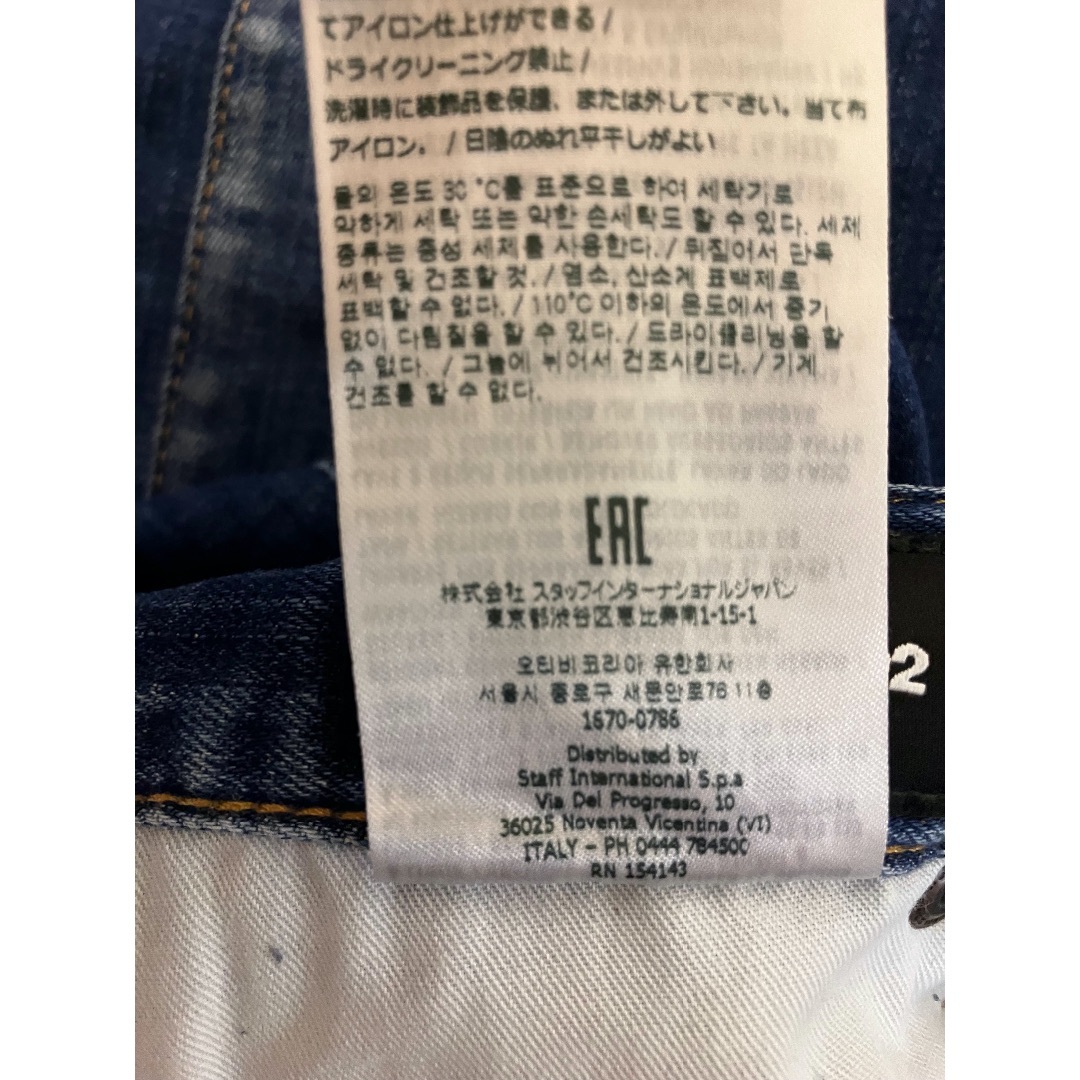 てアイロン仕上げができる/
ドライクリーニング禁止/
洗濯時に装飾品を保護、または外して下さい。当て布
アイロン. / 日陰のぬれ平干しがよい
물의 온도 30 °C를 표준으로 하여 세탁기로
약하게 세탁 또는 약한 손세탁도 할 수 있다. 세제
종류는 중성 세제를 사용한다./ 뒤집어서 단독
세탁 및 건조할 것./ 염소, 산소계 표백제로
표백할 수 없다./ 110°C 이하의 온도에서 증기
없이 다림질을 할 수 있다./ 드라이클리닝을 할
수 없다. / 그늘에 뉘어서 건조시킨다./ 기계
건조를 할 수 없다.
EAC
株式会社 スタッフインターナショナルジャパン
東京都渋谷区恵比寿南1-15-1
오티비코리아 유한회사
서울시 종로구 새문안로76 11층
1670-0786
Distributed by
Staff International S.p.a
Via Del Progresso, 10
36025 Noventa Vicentina (VI)
ITALY - PH 0444 784500
RN 154143
2